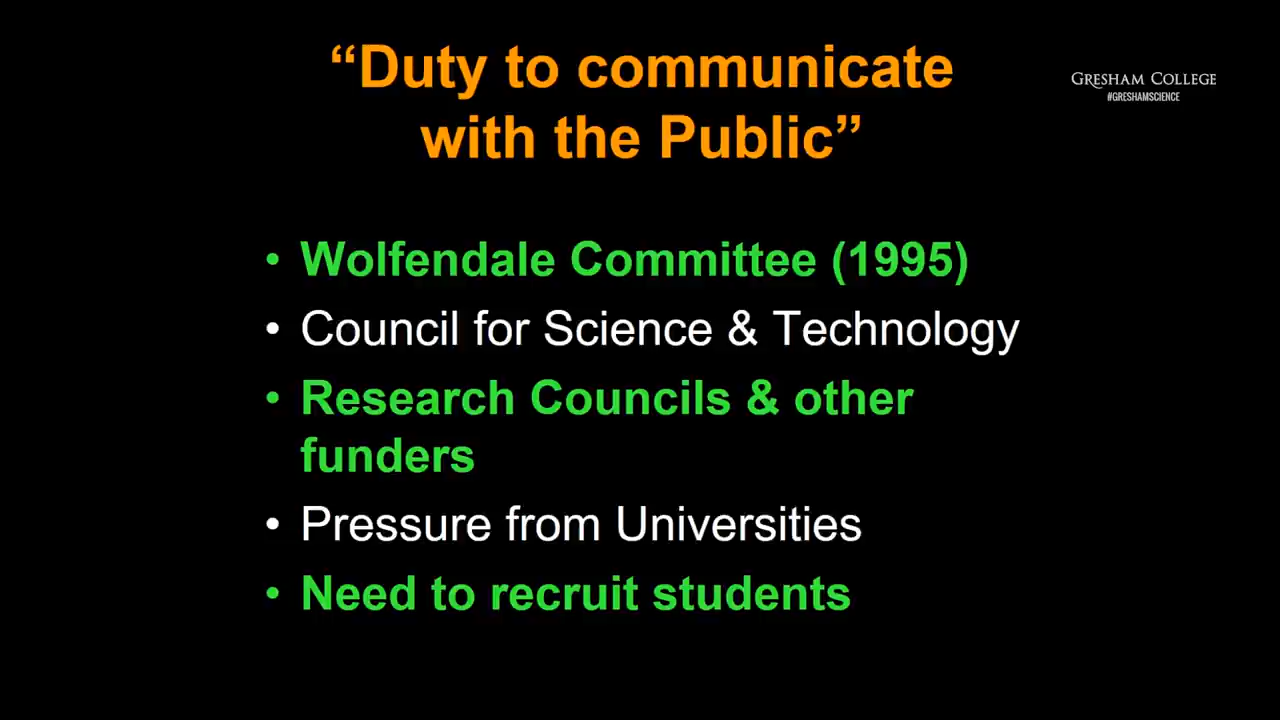 “Duty to communicate
with the Public”
GRESHAM COLLEGE
#GRESHAMSCIENCE
• Wolfendale Committee (1995)
• Council for Science & Technology
• Research Councils & other
funders
• Pressure from Universities
• Need to recruit students